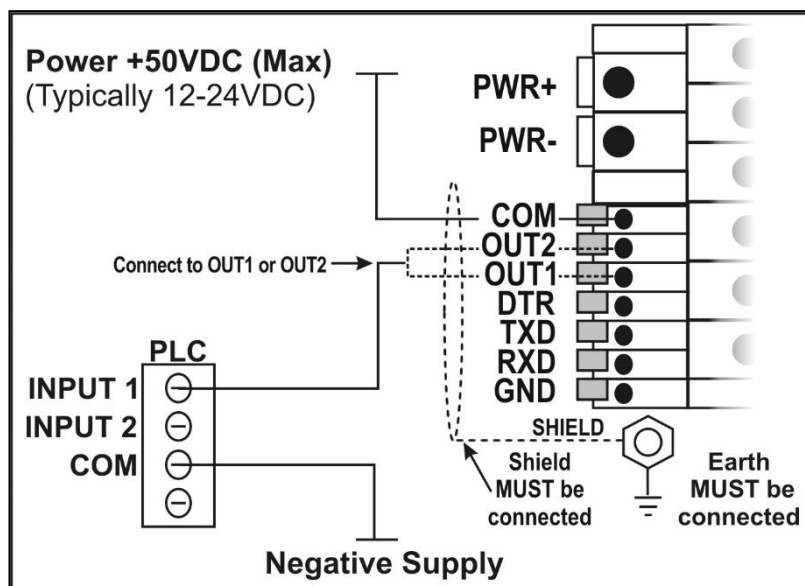 Power +50VDC (Max)
(Typically 12-24VDC)
PWR+
PWR-
COM
OUT2
Connect to OUT1 or OUT2
OUT1
DTR
TXD
RXD
GND
PLC
INPUT 1
INPUT 2
COM
SHIELD
Shield
MUST be
connected
Earth
MUST be
connected
Negative Supply